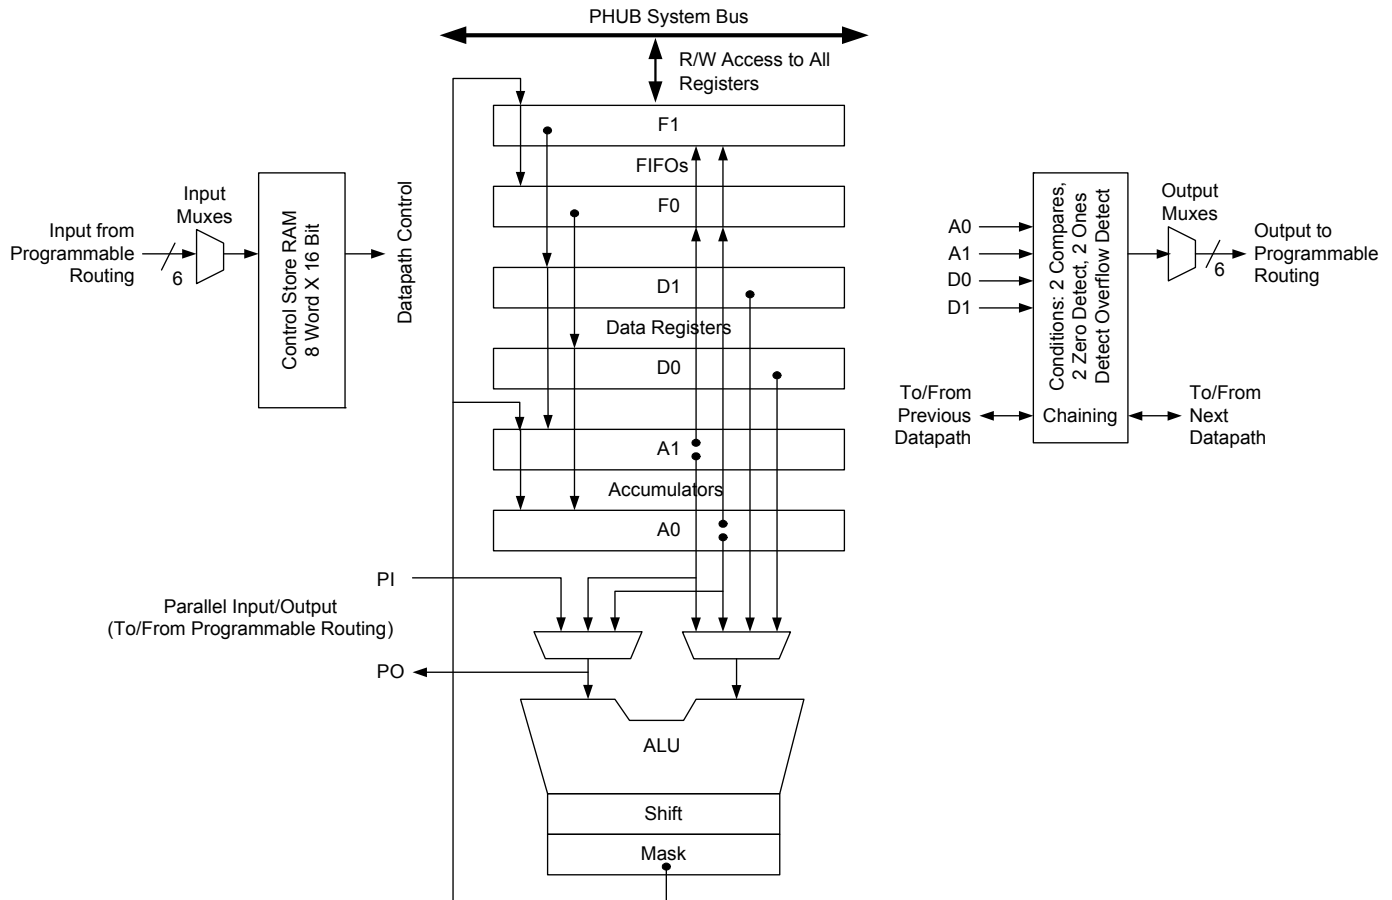 PHUB System Bus
R/W Access to All
Registers
F1
FIFOs
F0
D1
Data Registers
D0
A1
Accumulators
A0
Input from
Programmable
Routing
6
Input
Muxes
Control Store RAM
8 Word X 16 Bit
Datapath Control
A0
A1
D0
D1
Conditions: 2 Compares,
2 Zero Detect, 2 Ones
Detect Overflow Detect
Chaining
To/From
Previous
Datapath
To/From
Next
Datapath
Output
Muxes
6
Output to
Programmable
Routing
PI
Parallel Input/Output
(To/From Programmable Routing)
PO
ALU
Shift
Mask